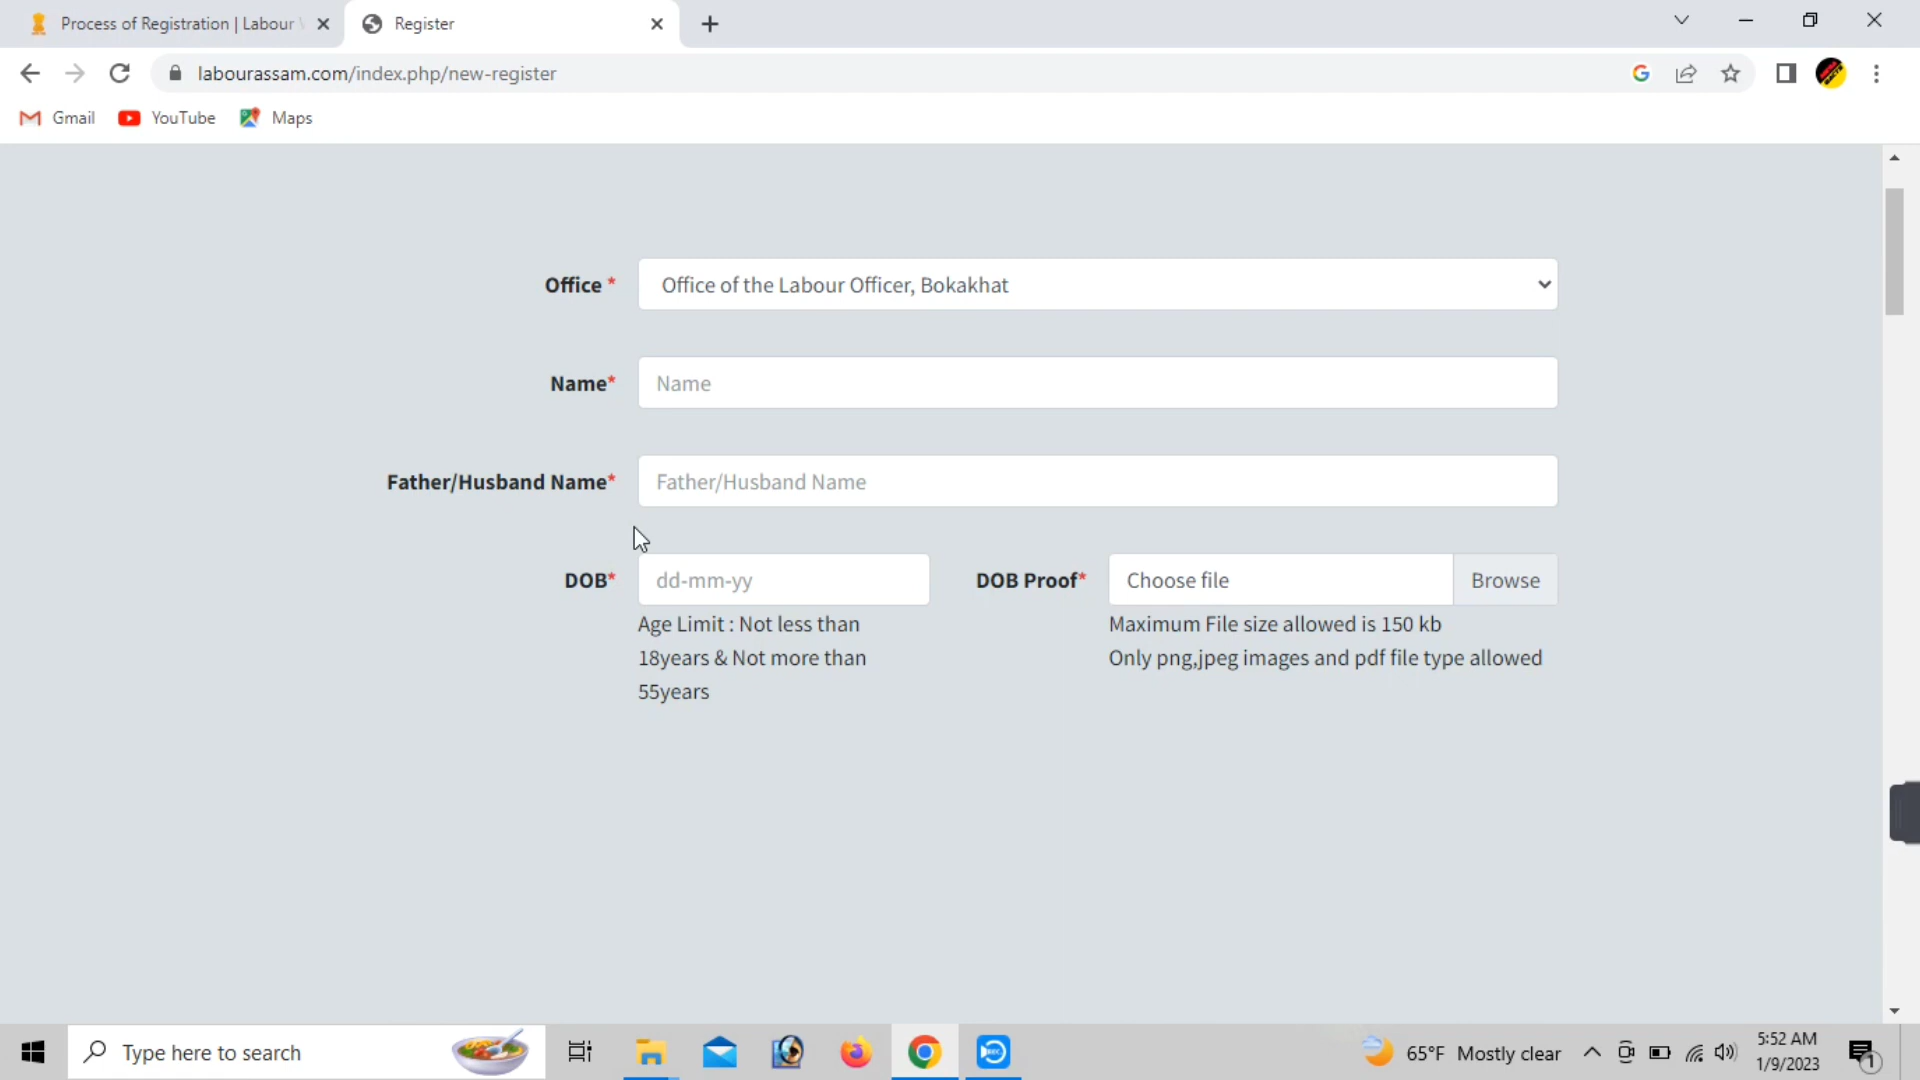 Process of Registration | Labour
Register
labourassam.com/index.php/new-register
Gmail
YouTube
Maps
Office *
Office of the Labour Officer, Bokakhat
Name*
Name
Father/Husband Name*
Father/Husband Name
DOB*
dd-mm-yy
DOB Proof*
Choose file
Browse
Age Limit : Not less than
18years & Not more than
55years
Maximum File size allowed is 150 kb
Only png,jpeg images and pdf file type allowed
Type here to search
REC
65°F Mostly clear
5:52 AM
1/9/2023
1